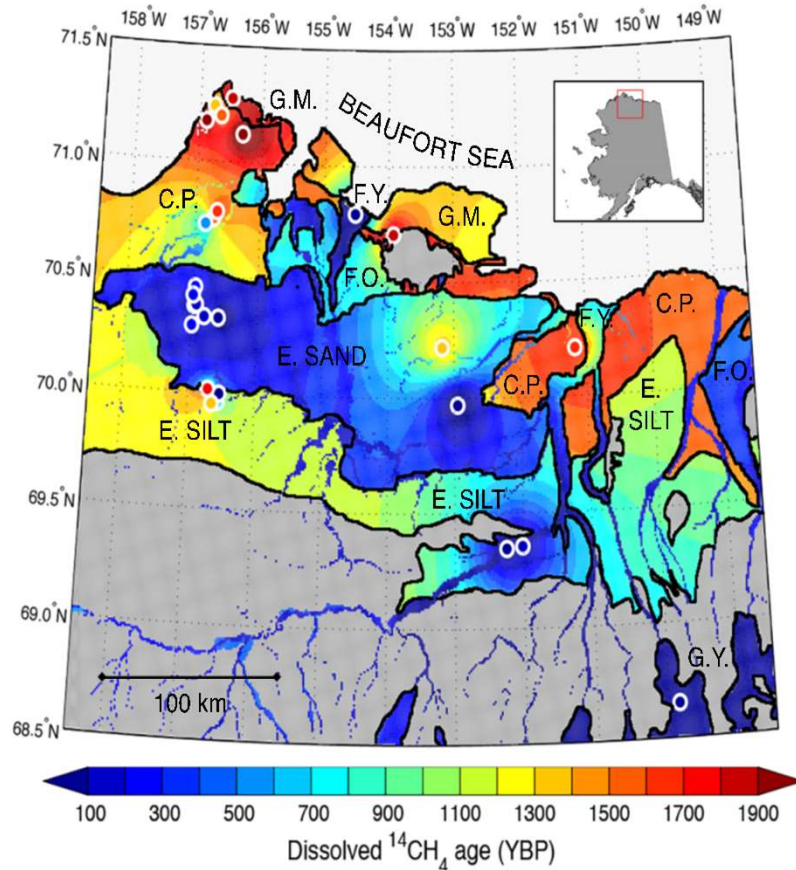 158°W 157°W 156°W 155°W 154°W 153°W 152°W 151°W 150°W 149°W
71.5°N
G.M.
BEAUFORT SEA
71.0°N
C.P.
F.Y.
G.M.
70.5°N
F.O.
C.P.
F.Y.
E. SAND
70.0°N
C.P.
E.
SILT
F.O.
E. SILT
69.5°N
E. SILT
69.0°N
G.Y.
100 km
68.5°N
100 300 500 700 900 1100 1300 1500 1700 1900
Dissolved ¹⁴CH₄ age (YBP)